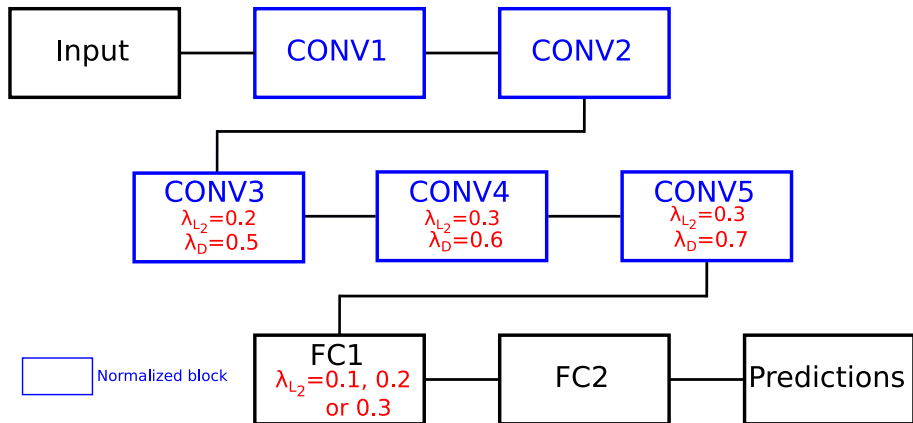 Input
CONV1
CONV2
CONV3
λL₂=0.2
λD=0.5
CONV4
λL₂=0.3
λD=0.6
CONV5
λL₂=0.3
λD=0.7
FC1
λL₂=0.1, 0.2
or 0.3
FC2
Predictions
Normalized block